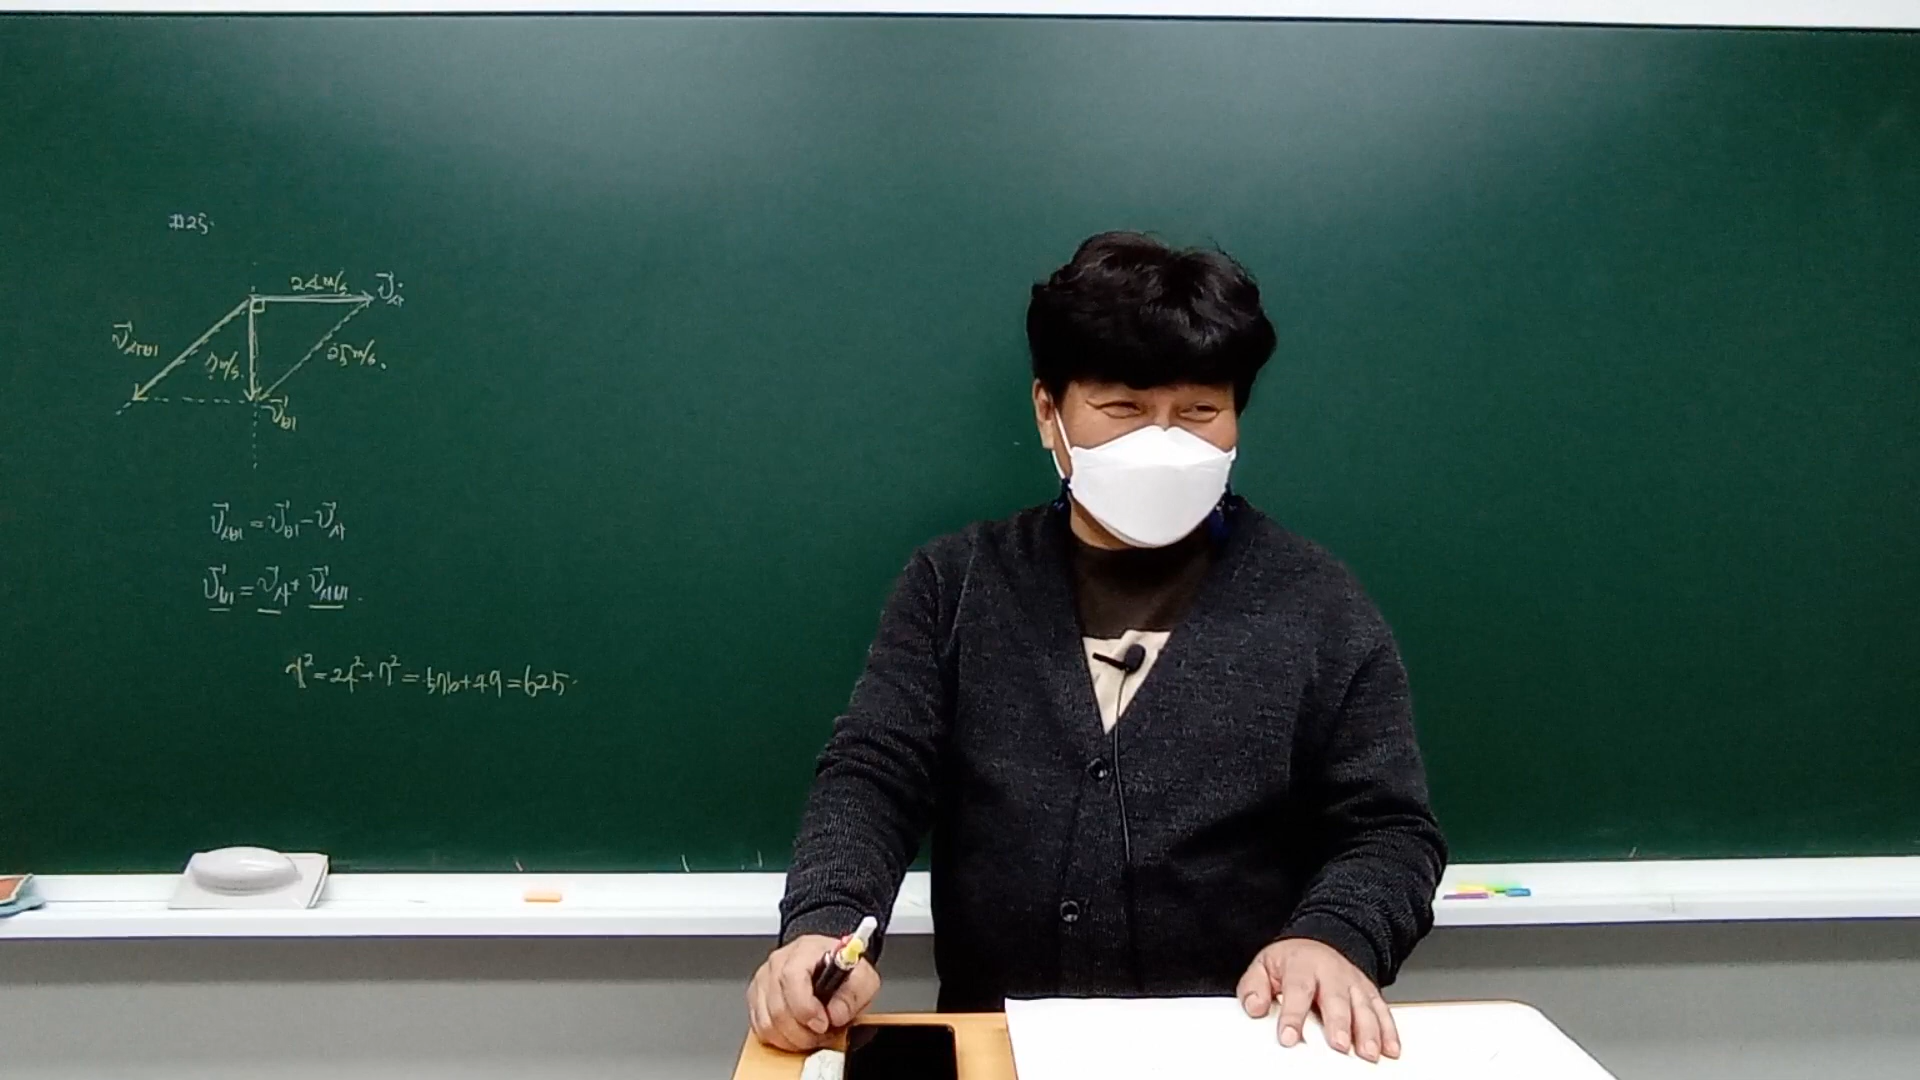 #25.
24m/s v⃗사
v⃗사비 7m/s. 25m/s.
v⃗비
v⃗사비 = v⃗비 - v⃗사
v⃗비 = v⃗사 + v⃗사비.
x² = 24² + 7² = 576 + 49 = 625.